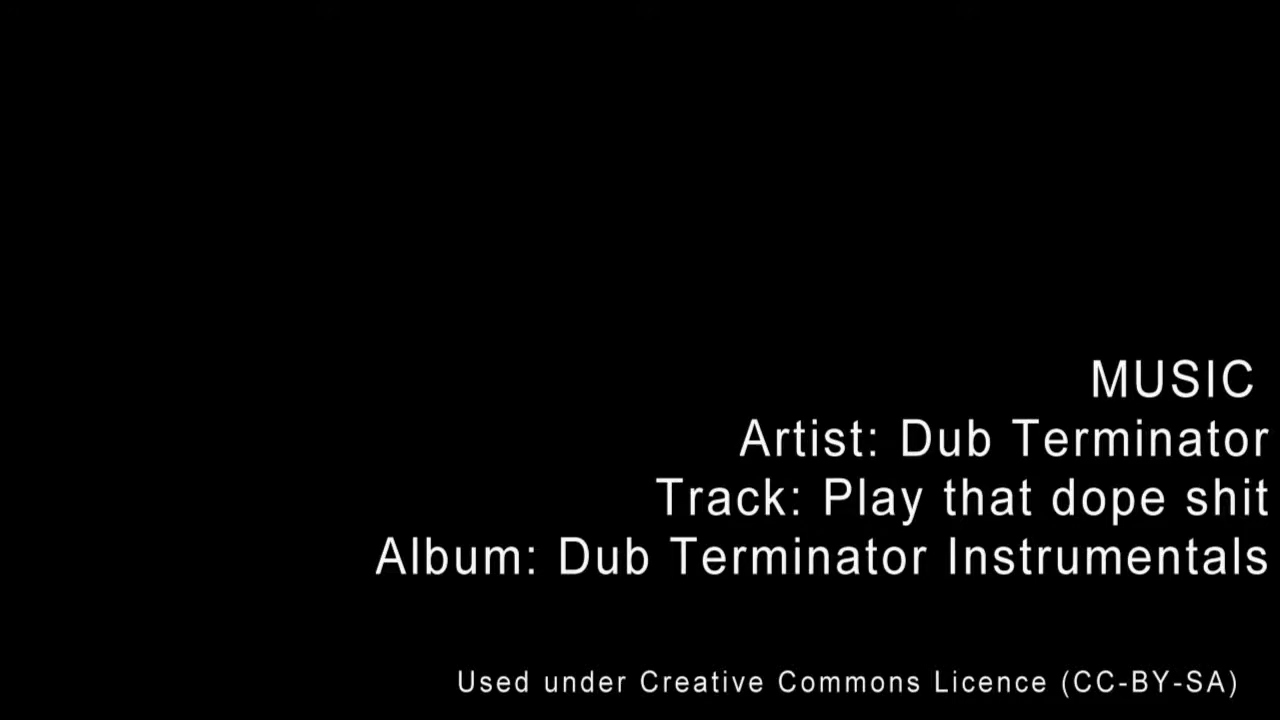 MUSIC
Artist: Dub Terminator
Track: Play that dope shit
Album: Dub Terminator Instrumentals
Used under Creative Commons Licence (CC-BY-SA)